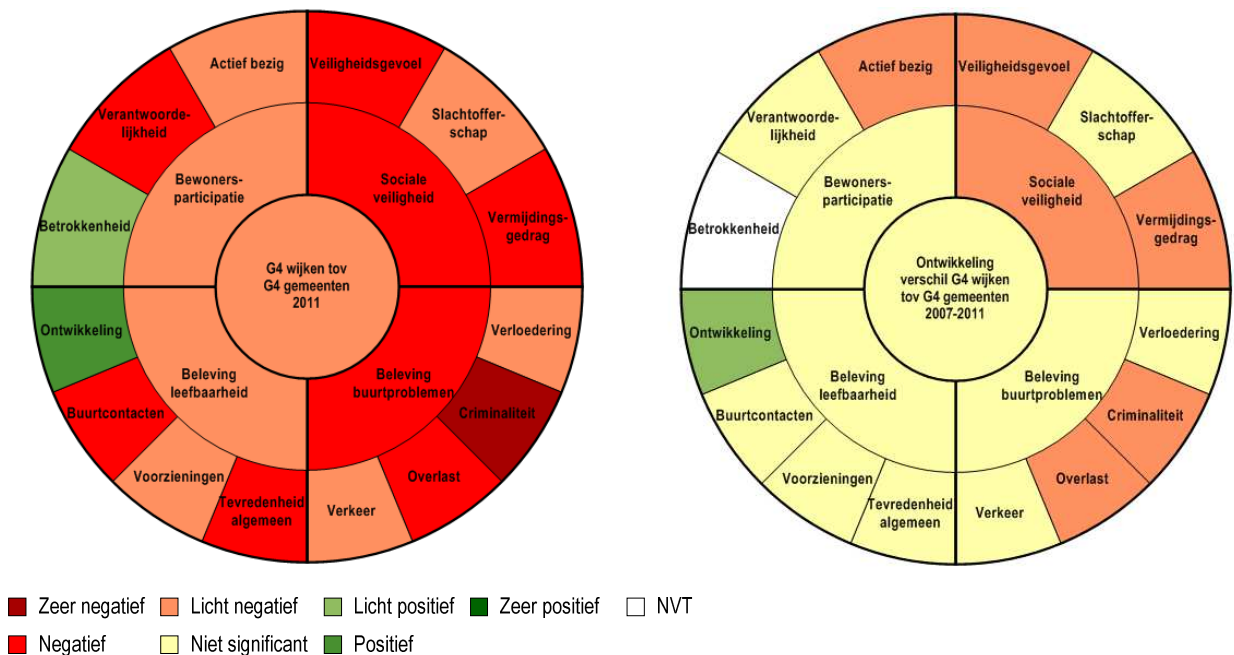 Actief bezig
Veiligheidsgevoel
Verantwoorde-
lijkheid
Slachtoffer-
schap
Bewoners-
participatie
Sociale
veiligheid
Betrokkenheid
Vermijdings-
gedrag
G4 wijken tov
G4 gemeenten
2011
Ontwikkeling
Verloedering
Beleving
leefbaarheid
Beleving
buurtproblemen
Buurtcontacten
Criminaliteit
Voorzieningen
Overlast
Tevredenheid
algemeen
Verkeer
Actief bezig
Veiligheidsgevoel
Verantwoorde-
lijkheid
Slachtoffer-
schap
Bewoners-
participatie
Sociale
veiligheid
Betrokkenheid
Vermijdings-
gedrag
Ontwikkeling
verschil G4 wijken
tov G4 gemeenten
2007-2011
Ontwikkeling
Verloedering
Beleving
leefbaarheid
Beleving
buurtproblemen
Buurtcontacten
Criminaliteit
Voorzieningen
Overlast
Tevredenheid
algemeen
Verkeer
Zeer negatief
Licht negatief
Licht positief
Zeer positief
NVT
Negatief
Niet significant
Positief